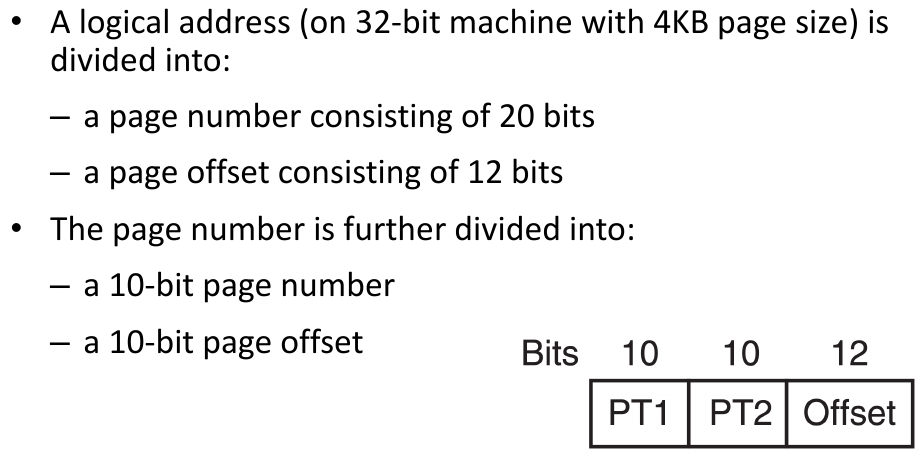 • A logical address (on 32-bit machine with 4KB page size) is
divided into:
– a page number consisting of 20 bits
– a page offset consisting of 12 bits
• The page number is further divided into:
– a 10-bit page number
– a 10-bit page offset
Bits 10 10 12
PT1 PT2 Offset